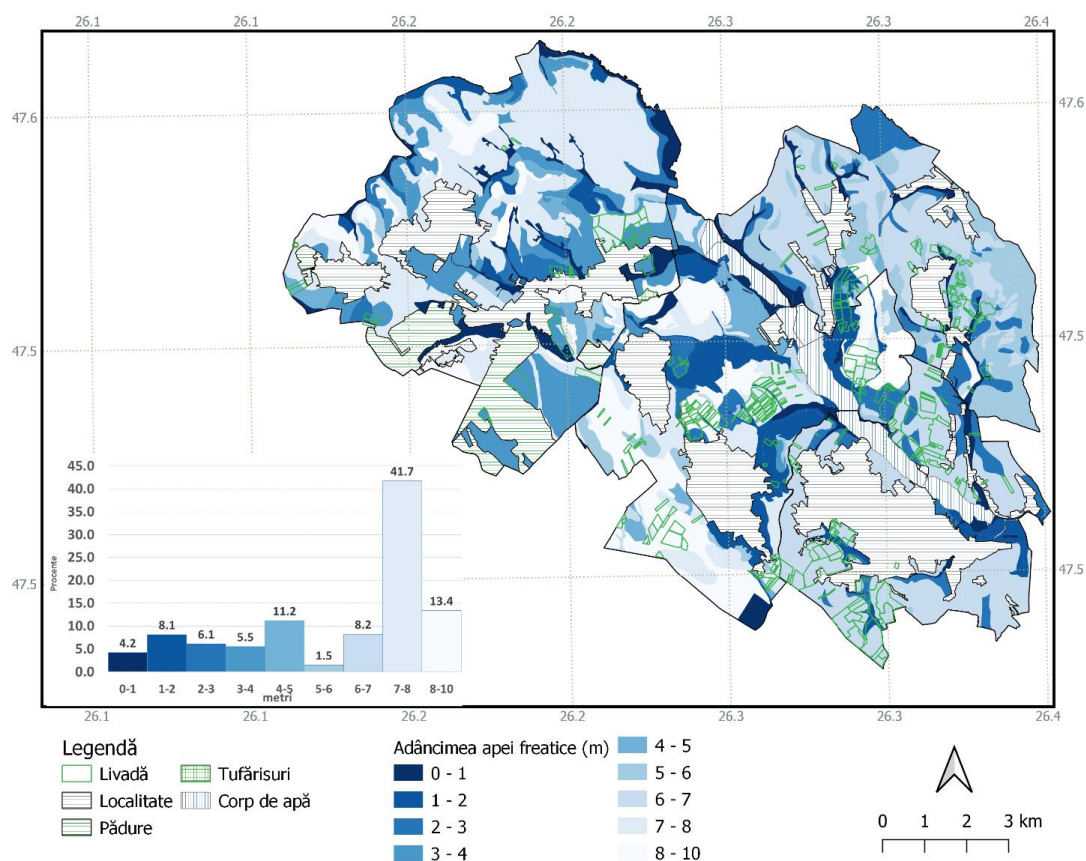 26.1 26.1 26.2 26.2 26.3 26.3 26.4
47.6 47.6
47.5 47.5
47.5 47.5
45.0
40.0
35.0
30.0
25.0
20.0
15.0
10.0
5.0
0.0
Procente
4.2 8.1 6.1 5.5 11.2 1.5 8.2 41.7 13.4
0-1 1-2 2-3 3-4 4-5 5-6 6-7 7-8 8-10
metri
26.1 26.1 26.2 26.2 26.3 26.3 26.4
Legendă
Livadă
Localitate
Pădure
Tufărisuri
Corp de apă
Adâncimea apei freatice (m)
0 - 1
1 - 2
2 - 3
3 - 4
4 - 5
5 - 6
6 - 7
7 - 8
8 - 10
0 1 2 3 km